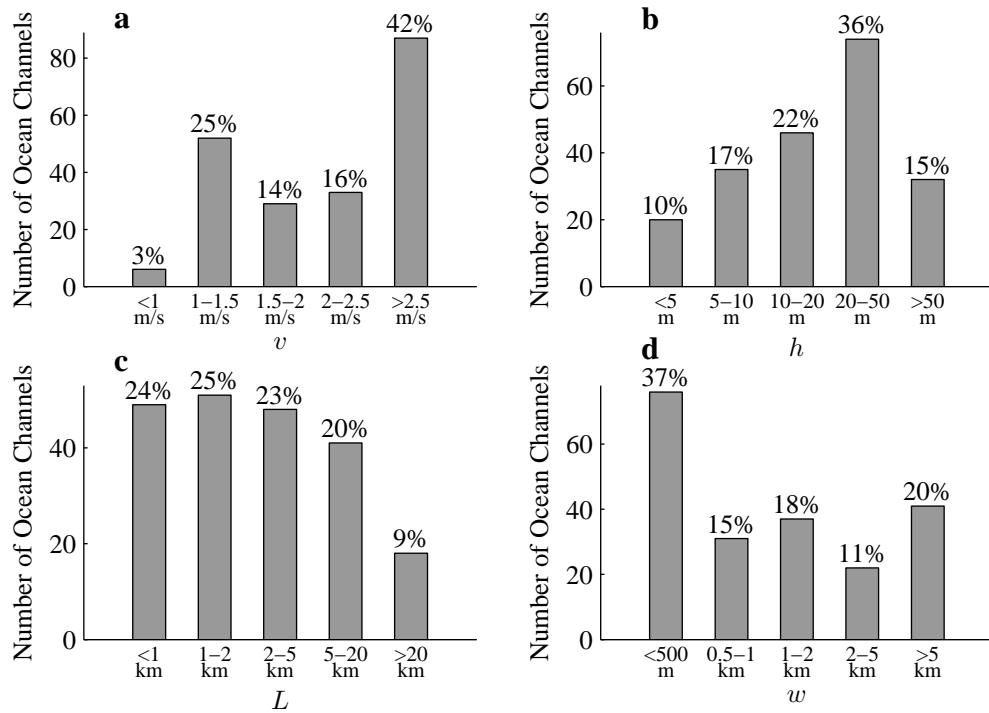 a
Number of Ocean Channels
80
60
40
20
0
3%
25%
14%
16%
42%
<1 m/s
1–1.5 m/s
1.5–2 m/s
2–2.5 m/s
>2.5 m/s
v
b
Number of Ocean Channels
60
40
20
0
10%
17%
22%
36%
15%
<5 m
5–10 m
10–20 m
20–50 m
>50 m
h
c
Number of Ocean Channels
40
20
0
24%
25%
23%
20%
9%
<1 km
1–2 km
2–5 km
5–20 km
>20 km
L
d
Number of Ocean Channels
60
40
20
0
37%
15%
18%
11%
20%
<500 m
0.5–1 km
1–2 km
2–5 km
>5 km
w